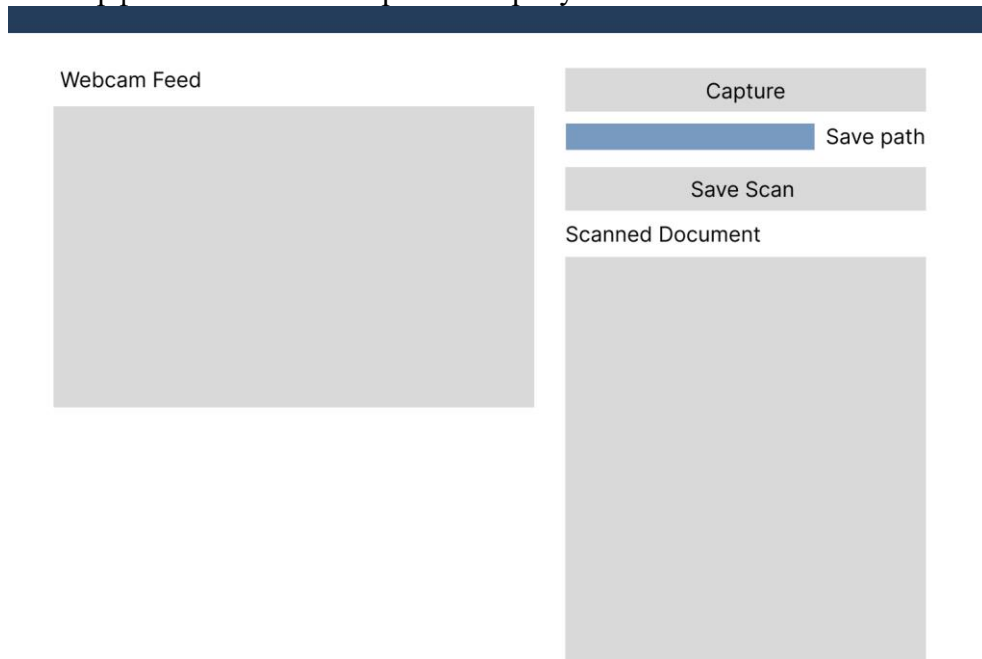 Webcam Feed
Capture
Save path
Save Scan
Scanned Document